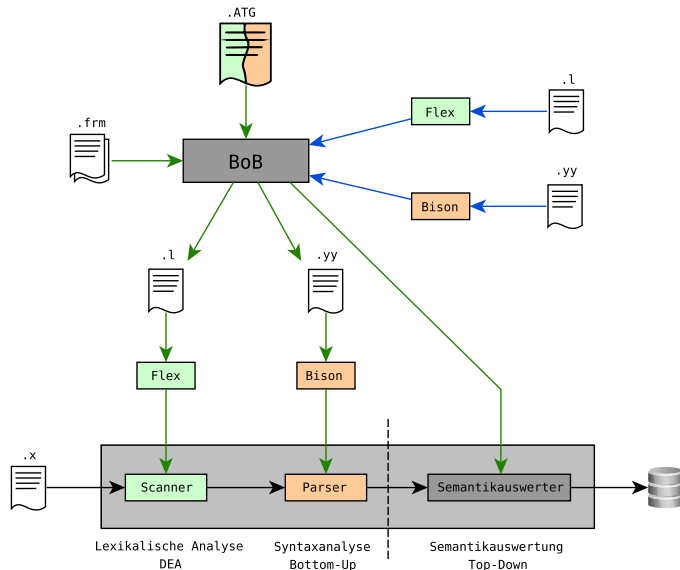 .ATG
.l
Flex
.frm
BoB
.yy
Bison
.l
.yy
Flex
Bison
.x
Scanner
Parser
Semantikauswerter
Lexikalische Analyse
DEA
Syntaxanalyse
Bottom-Up
Semantikauswertung
Top-Down